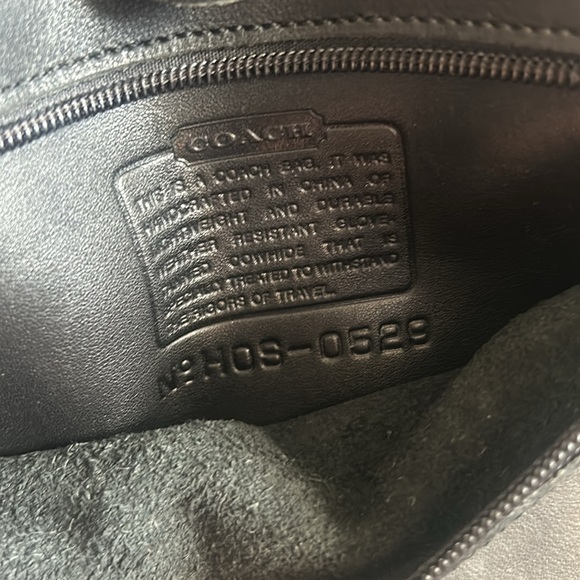 COACH
THIS IS A COACH BAG. IT WAS
HANDCRAFTED IN CHINA OF
LIGHTWEIGHT AND DURABLE
WEATHER RESISTANT GLOVE-
TANNED COWHIDE THAT IS
SPECIALLY TREATED TO WITHSTAND
THE RIGORS OF TRAVEL.
Nº HOS-0529